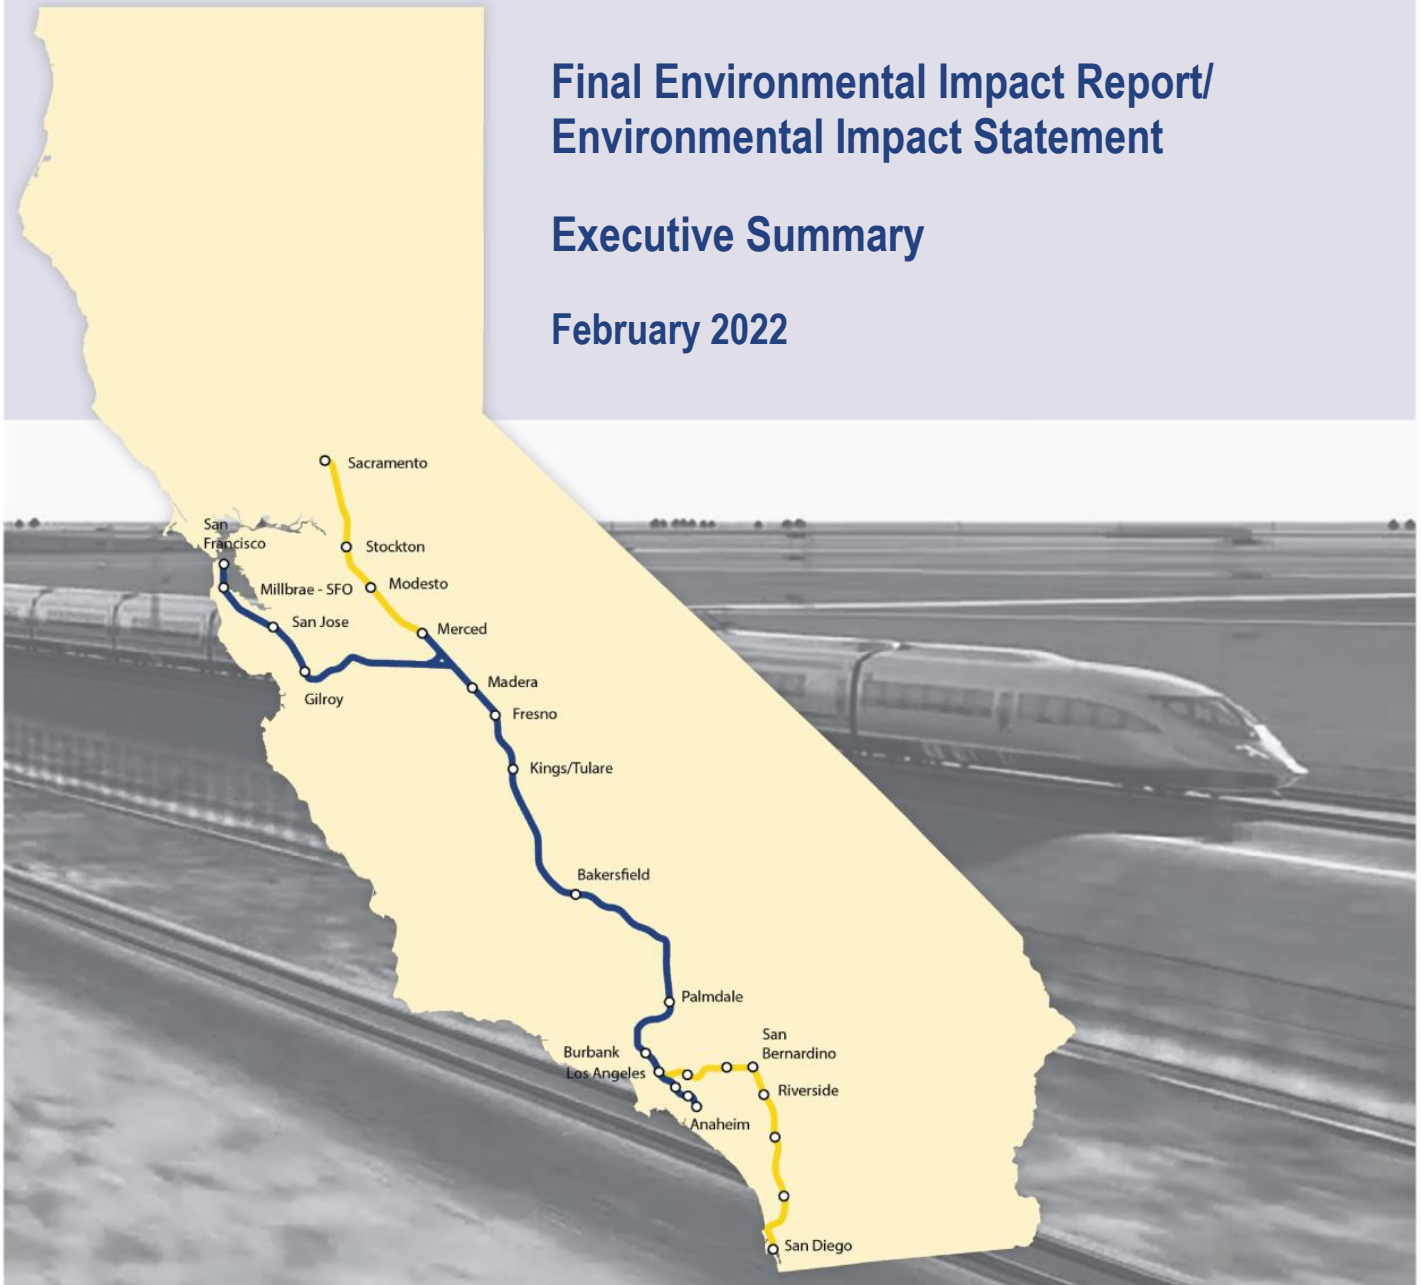 Final Environmental Impact Report/
Environmental Impact Statement
Executive Summary
February 2022
Sacramento
San
Francisco
Stockton
Millbrae - SFO
Modesto
San Jose
Merced
Gilroy
Madera
Fresno
Kings/Tulare
Bakersfield
Palmdale
Burbank
Los Angeles
San
Bernardino
Riverside
Anaheim
San Diego